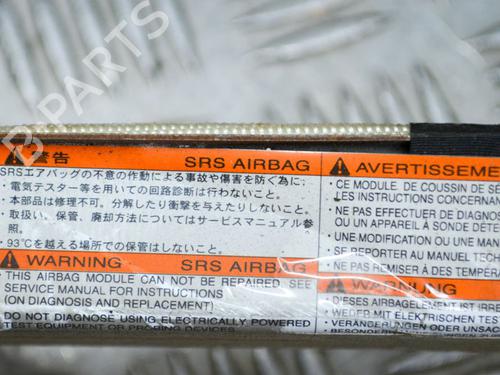 警告 SRS AIRBAG
SRSエアバッグの不意の作動による事故や傷害を防ぐ為に:
・電気テスター等を用いての回路診断は行わないこと。
・本部品は修理不可。分解したり衝撃を与えたりしないこと。
・取扱い、保管、廃却方法についてはサービスマニュアル参
照。
・93℃を越える場所での保管はしないこと。
WARNING SRS AIRBAG
THIS AIRBAG MODULE CAN NOT BE REPAIRED. SEE
SERVICE MANUAL FOR INSTRUCTIONS
(ON DIAGNOSIS AND REPLACEMENT).
DO NOT DIAGNOSE USING ELECTRICALLY POWERED
TEST EQUIPMENT OR PROBING DEVICES.
AVERTISSEME
・CE MODULE DE COUSSIN DE S
LES INSTRUCTIONS CONCERNAN
・NE PAS EFFECTUER DE DIAGNO
OU UN APPAREIL À SONDE DÉTE
・UNE MODIFICATION OU UNE MAN
・SE REPORTER AU MANUEL TECH
・NE PAS REMISER À DES TEMPÉR
WARNUNG
DIESES AIRBAGELEMENT IST IRRE
・WEDER MIT ELEKTRISCHEN TEST
・VERÄNDERUNGEN ODER UNSAC